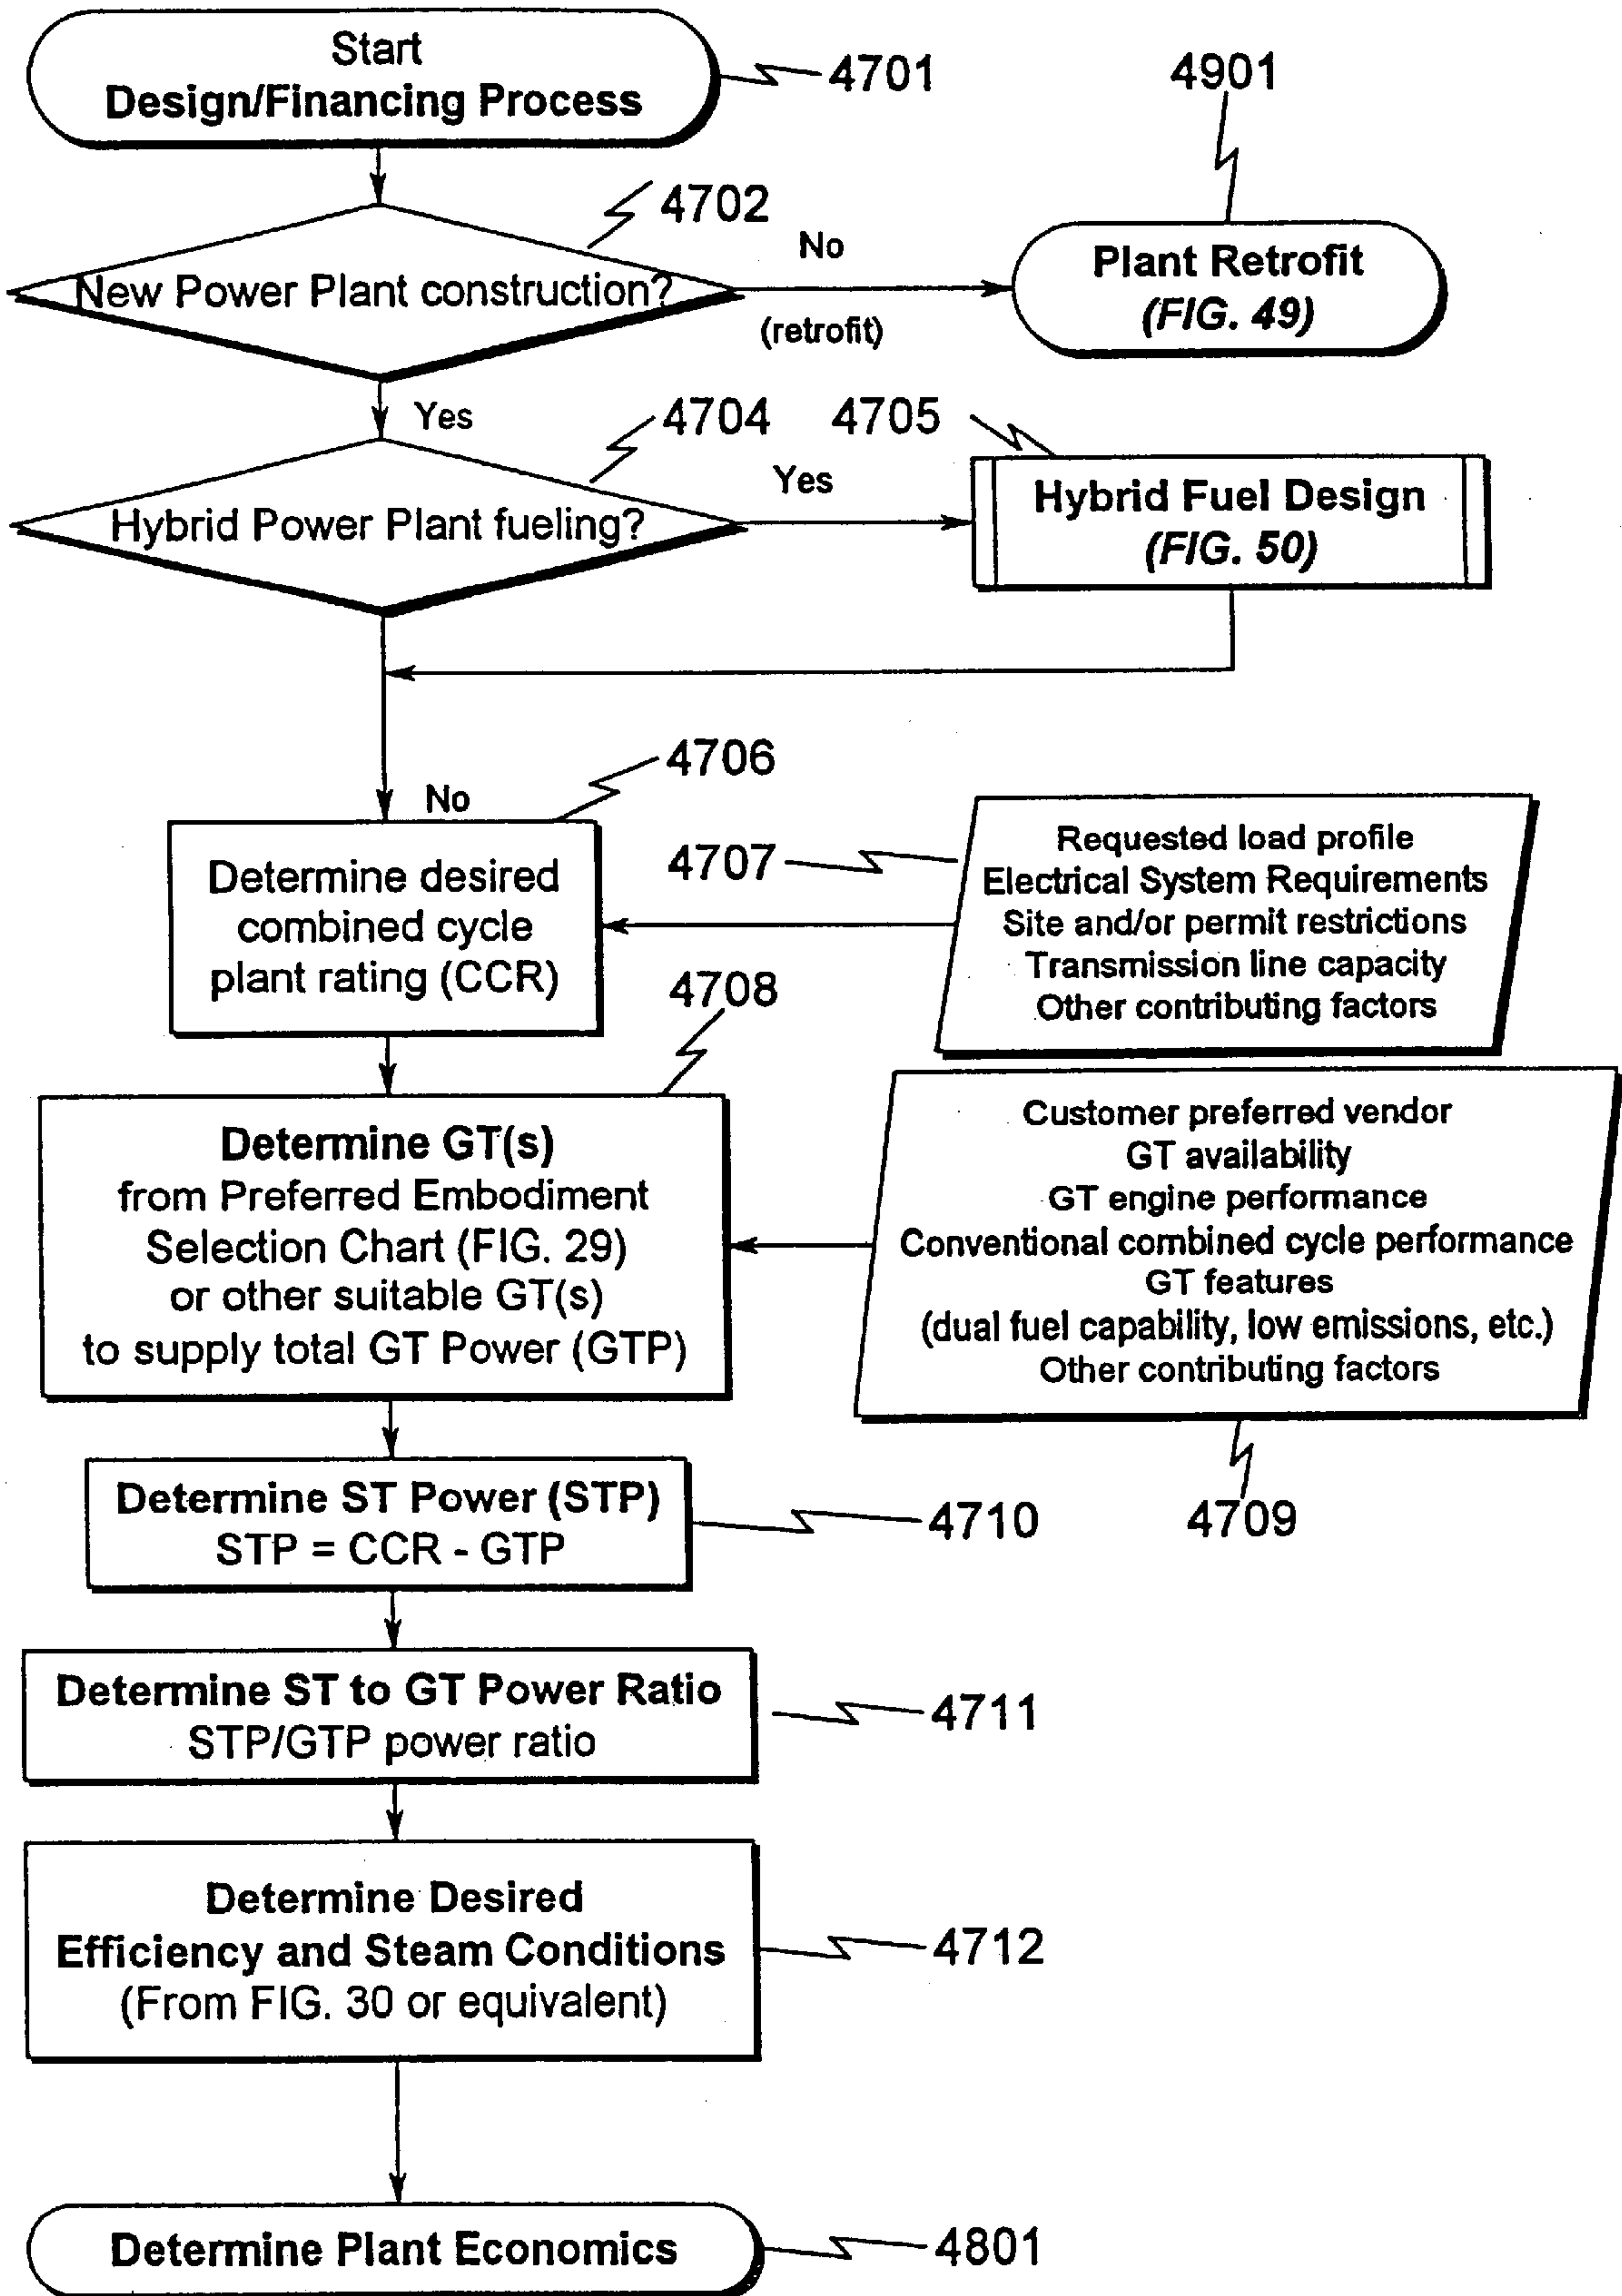 Start
Design/Financing Process
4701
4901
4702
New Power Plant construction?
No
(retrofit)
Plant Retrofit
(FIG. 49)
Yes
4704
4705
Hybrid Power Plant fueling?
Yes
Hybrid Fuel Design
(FIG. 50)
4706
No
Determine desired
combined cycle
plant rating (CCR)
4707
Requested load profile
Electrical System Requirements
Site and/or permit restrictions
Transmission line capacity
Other contributing factors
4708
Determine GT(s)
from Preferred Embodiment
Selection Chart (FIG. 29)
or other suitable GT(s)
to supply total GT Power (GTP)
Customer preferred vendor
GT availability
GT engine performance
Conventional combined cycle performance
GT features
(dual fuel capability, low emissions, etc.)
Other contributing factors
4709
Determine ST Power (STP)
STP = CCR - GTP
4710
Determine ST to GT Power Ratio
STP/GTP power ratio
4711
Determine Desired
Efficiency and Steam Conditions
(From FIG. 30 or equivalent)
4712
Determine Plant Economics
4801